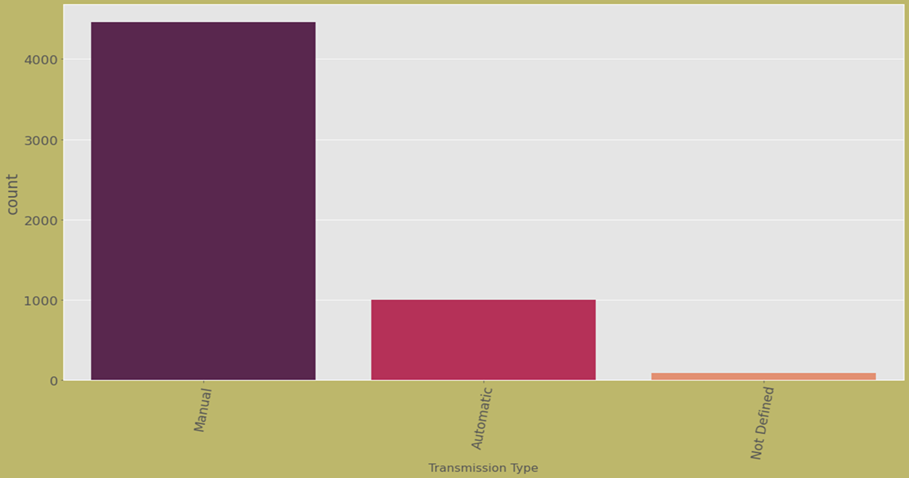 4000
3000
2000
1000
0
count
Manual
Automatic
Not Defined
Transmission Type